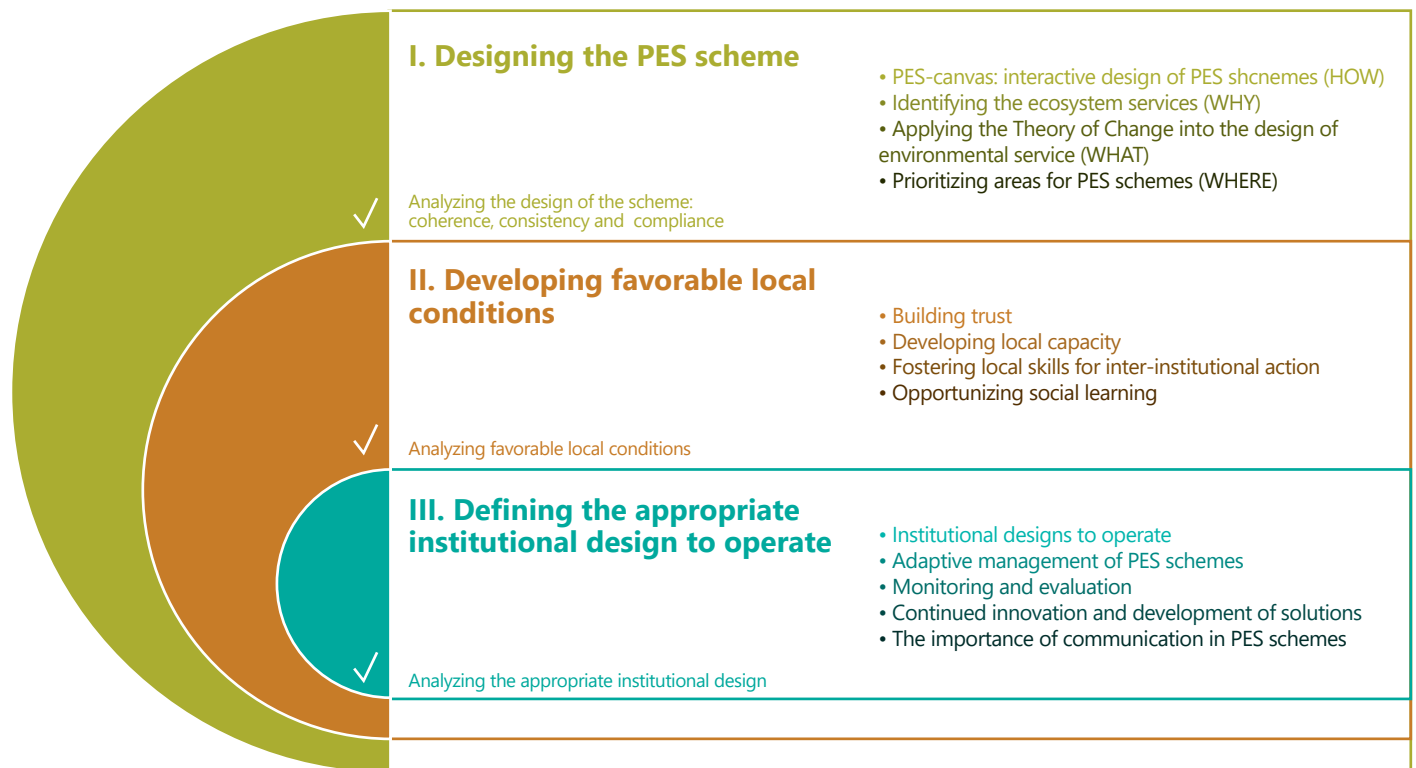 I. Designing the PES scheme
• PES-canvas: interactive design of PES shcnemes (HOW)
• Identifying the ecosystem services (WHY)
• Applying the Theory of Change into the design of
environmental service (WHAT)
• Prioritizing areas for PES schemes (WHERE)
Analyzing the design of the scheme:
coherence, consistency and compliance
II. Developing favorable local
conditions
• Building trust
• Developing local capacity
• Fostering local skills for inter-institutional action
• Opportunizing social learning
Analyzing favorable local conditions
III. Defining the appropriate
institutional design to operate
• Institutional designs to operate
• Adaptive management of PES schemes
• Monitoring and evaluation
• Continued innovation and development of solutions
• The importance of communication in PES schemes
Analyzing the appropriate institutional design